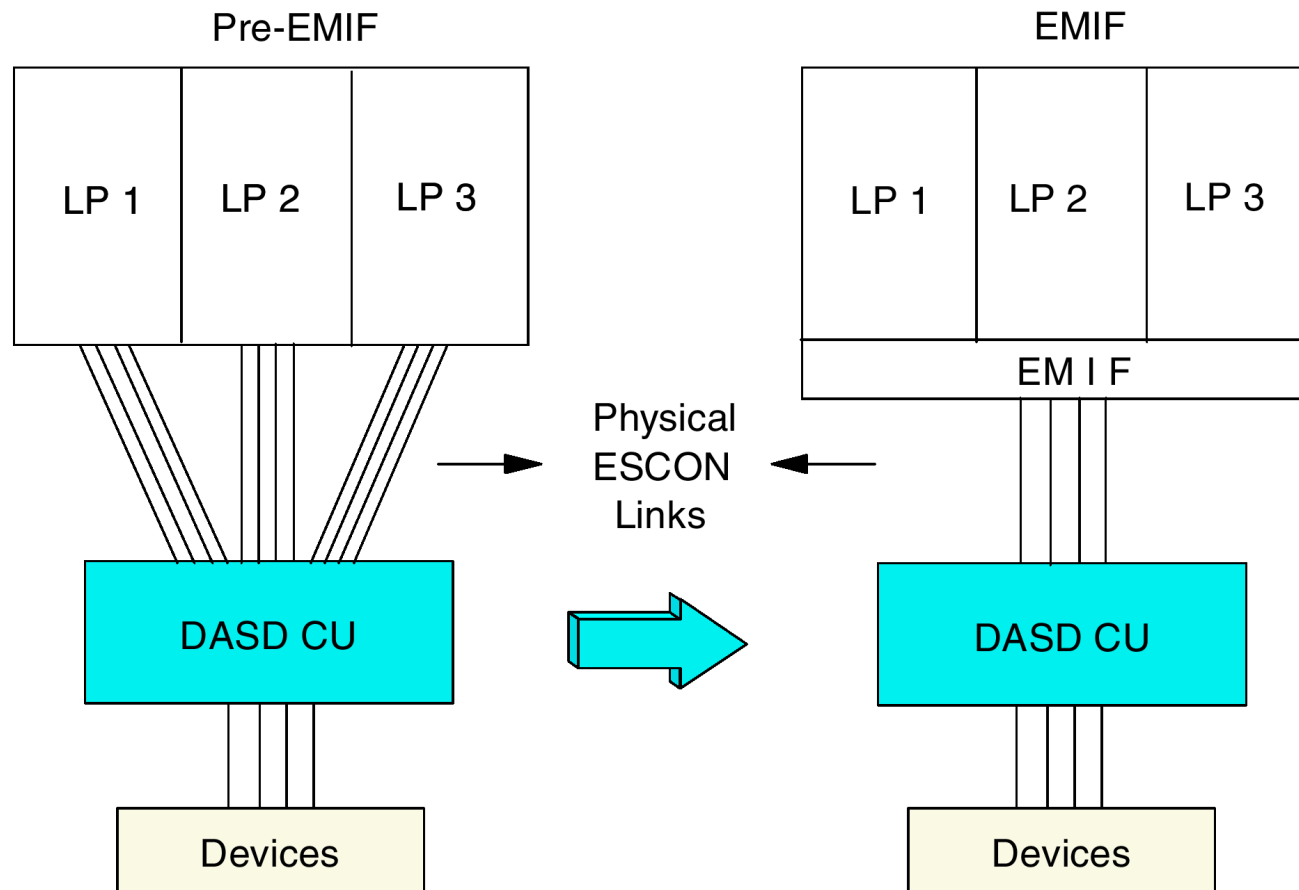 Pre-EMIF
EMIF
LP 1
LP 2
LP 3
LP 1
LP 2
LP 3
EM I F
Physical
ESCON
Links
DASD CU
DASD CU
Devices
Devices